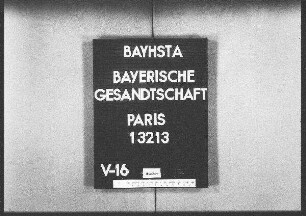 BAYHSTA
BAYERISCHE
GESANDTSCHAFT
PARIS
13213
V-16